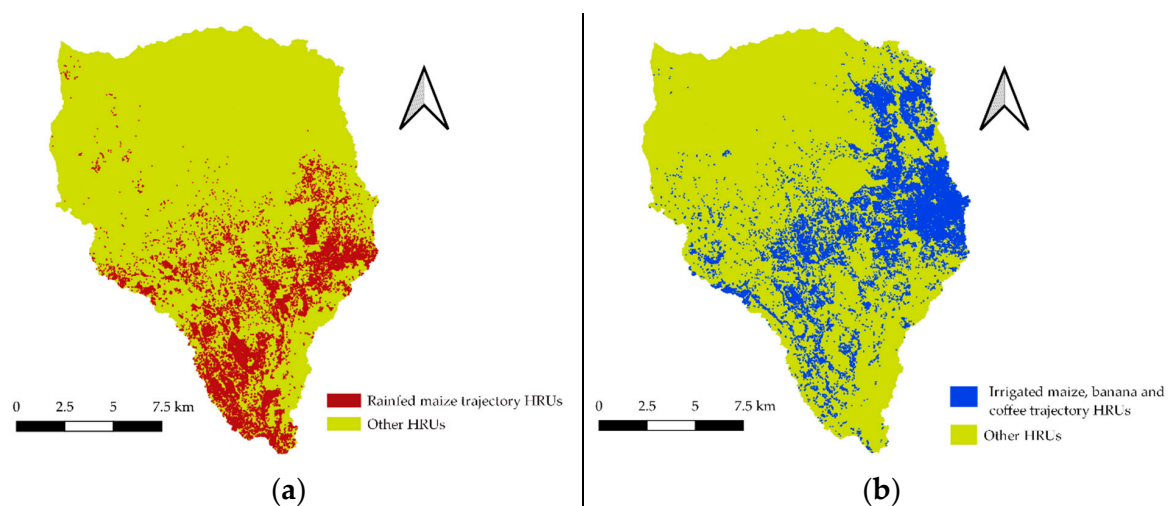 Rainfed maize trajectory HRUs
Other HRUs
0 2.5 5 7.5 km
(a)
Irrigated maize, banana and
coffee trajectory HRUs
Other HRUs
0 2.5 5 7.5 km
(b)